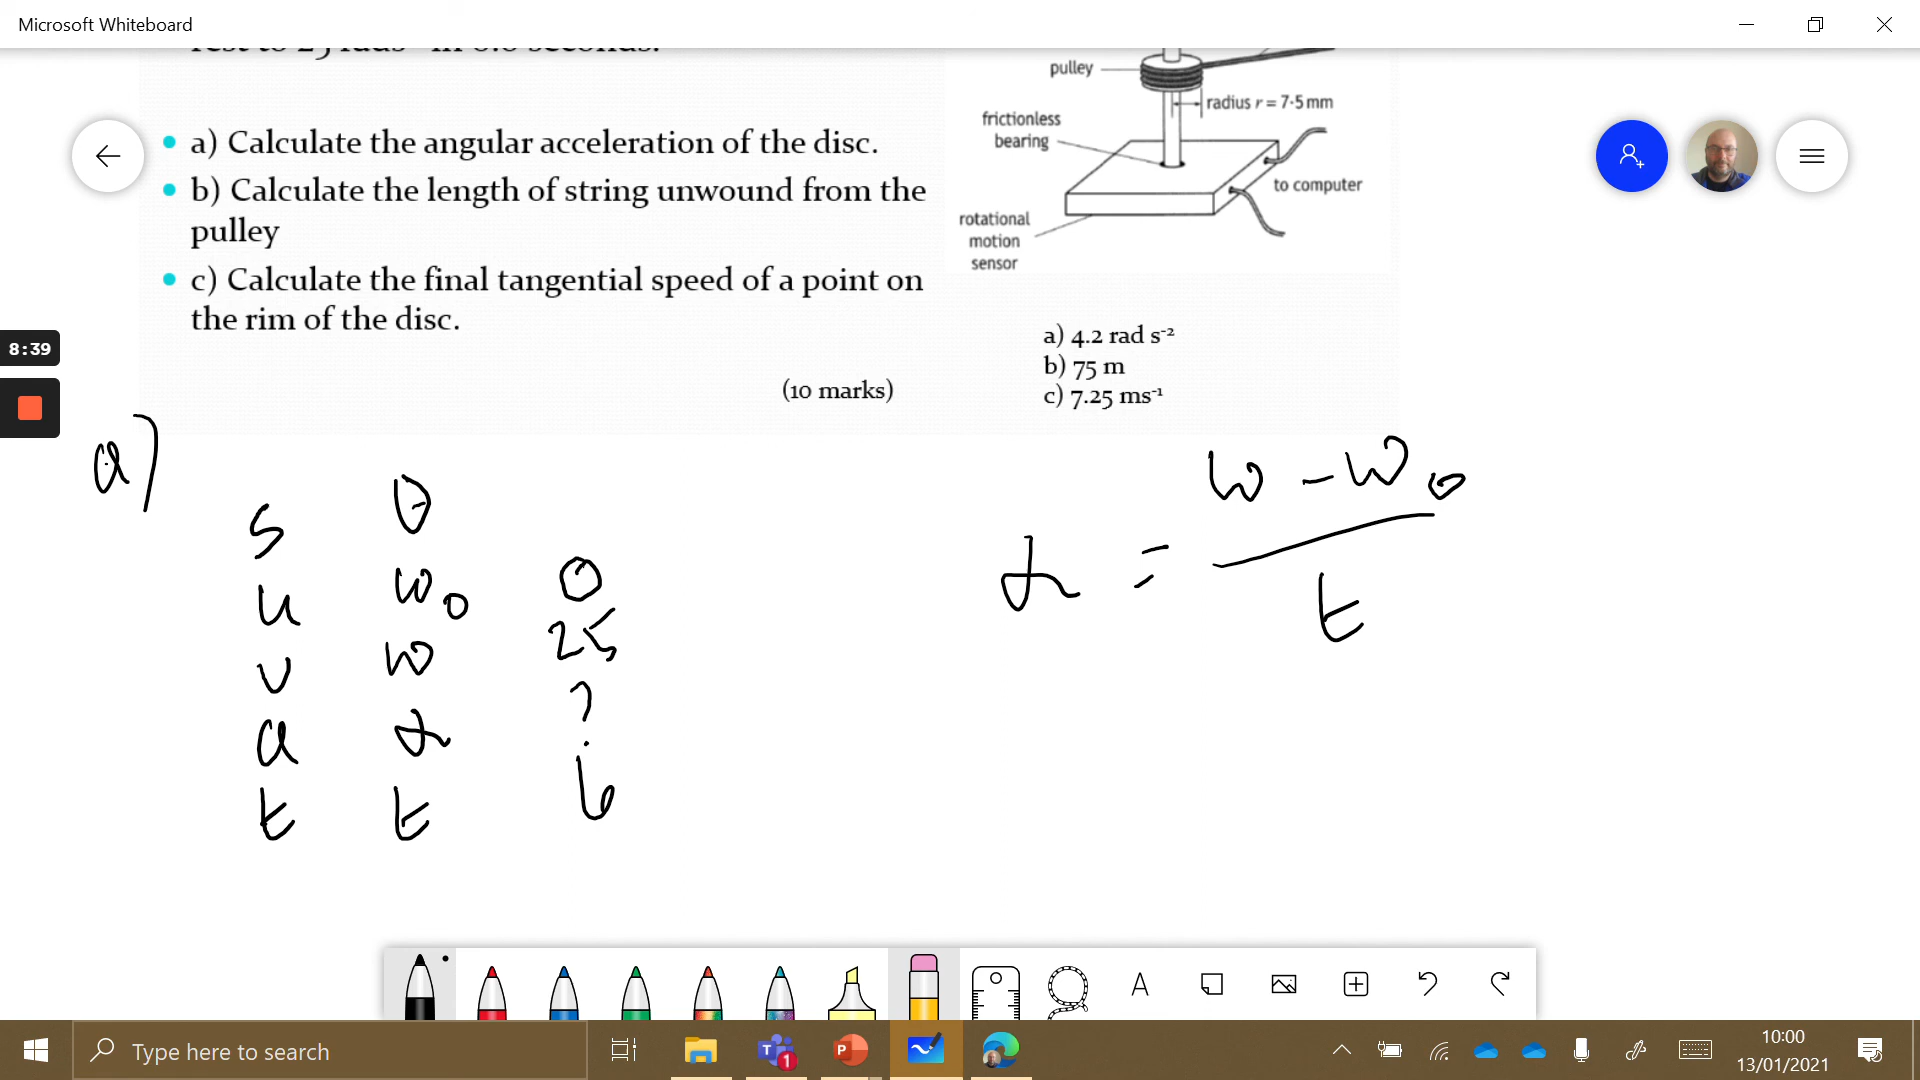 Microsoft Whiteboard
pulley
radius r = 7·5 mm
frictionless
bearing
to computer
rotational
motion
sensor
• a) Calculate the angular acceleration of the disc.
• b) Calculate the length of string unwound from the
pulley
• c) Calculate the final tangential speed of a point on
the rim of the disc.
(10 marks)
a) 4.2 rad s⁻²
b) 75 m
c) 7.25 ms⁻¹
8:39
a)
s θ
u ω₀ 0
v ω 25
a α ?
t t 6
α = ω - ω₀
t
A
Type here to search
T 1
P
10:00
13/01/2021